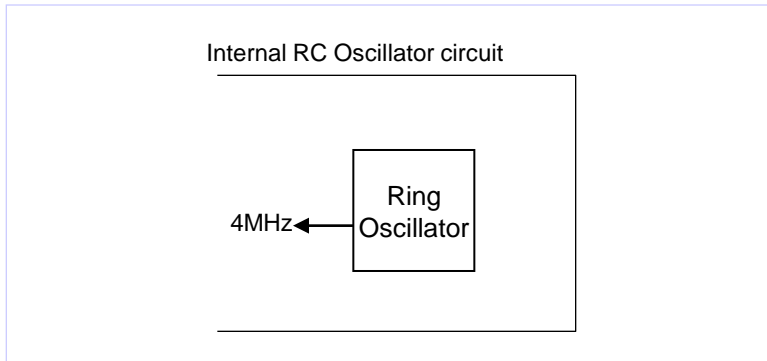 Internal RC Oscillator circuit
Ring
Oscillator
4MHz